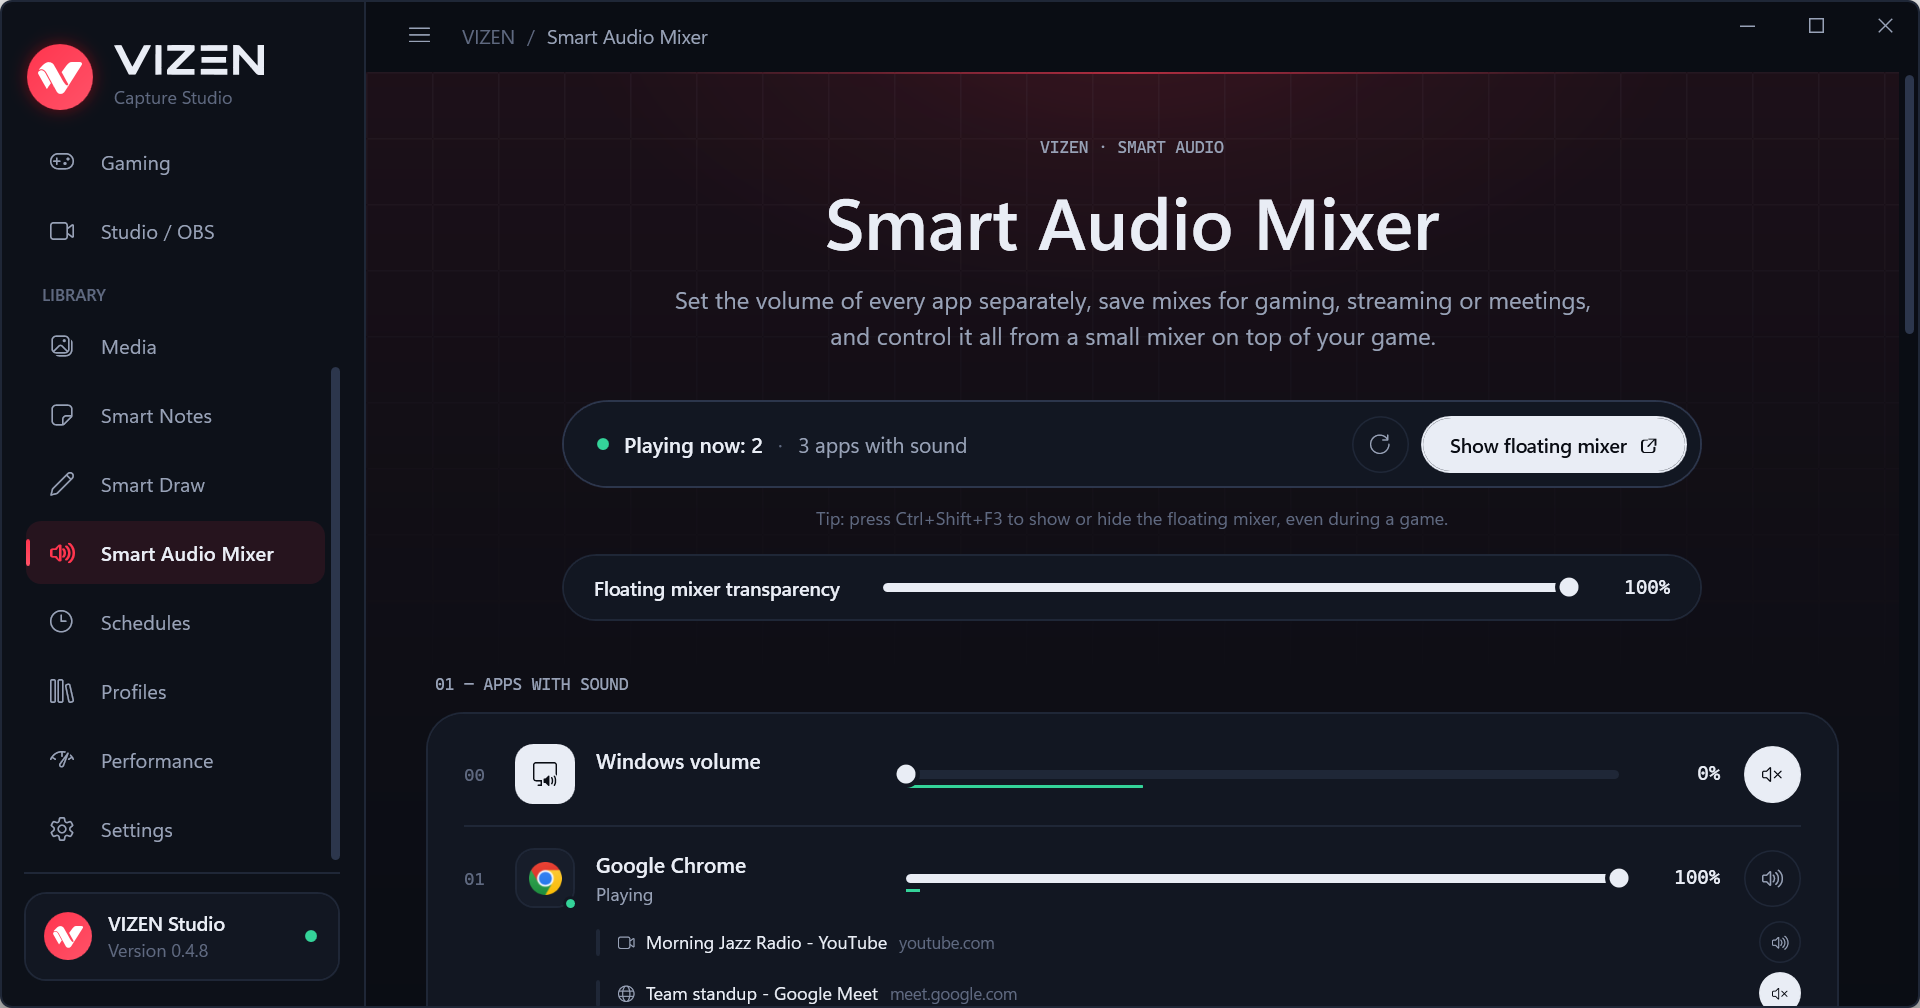 VIZEN
Capture Studio
Gaming
Studio / OBS
LIBRARY
Media
Smart Notes
Smart Draw
Smart Audio Mixer
Schedules
Profiles
Performance
Settings
VIZEN Studio
Version 0.4.8
VIZEN / Smart Audio Mixer
VIZEN · SMART AUDIO
Smart Audio Mixer
Set the volume of every app separately, save mixes for gaming, streaming or meetings,
and control it all from a small mixer on top of your game.
Playing now: 2 · 3 apps with sound
Show floating mixer
Tip: press Ctrl+Shift+F3 to show or hide the floating mixer, even during a game.
Floating mixer transparency 100%
01 — APPS WITH SOUND
00 Windows volume 0%
01 Google Chrome 100%
Playing
Morning Jazz Radio - YouTube youtube.com
Team standup - Google Meet meet.google.com